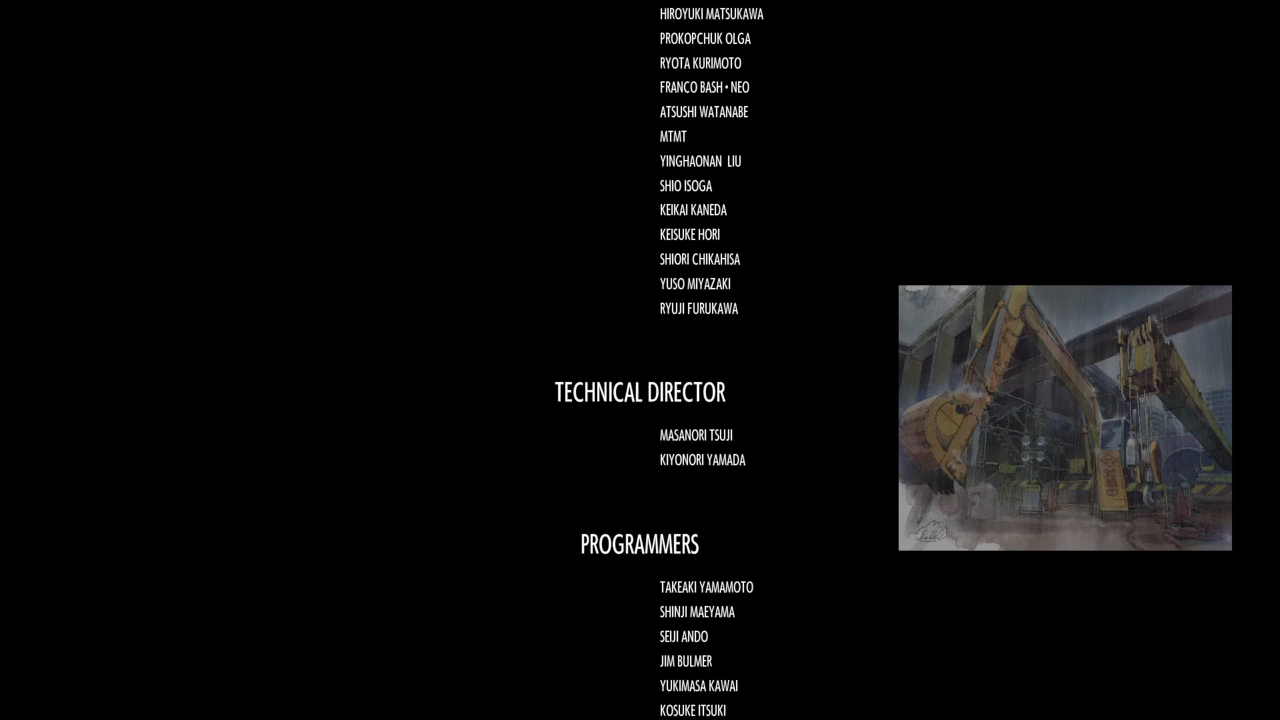 HIROYUKI MATSUKAWA
PROKOPCHUK OLGA
RYOTA KURIMOTO
FRANCO BASH・NEO
ATSUSHI WATANABE
MTMT
YINGHAONAN LIU
SHIO ISOGA
KEIKAI KANEDA
KEISUKE HORI
SHIORI CHIKAHISA
YUSO MIYAZAKI
RYUJI FURUKAWA
TECHNICAL DIRECTOR
MASANORI TSUJI
KIYONORI YAMADA
PROGRAMMERS
TAKEAKI YAMAMOTO
SHINJI MAEYAMA
SEIJI ANDO
JIM BULMER
YUKIMASA KAWAI
KOSUKE ITSUKI